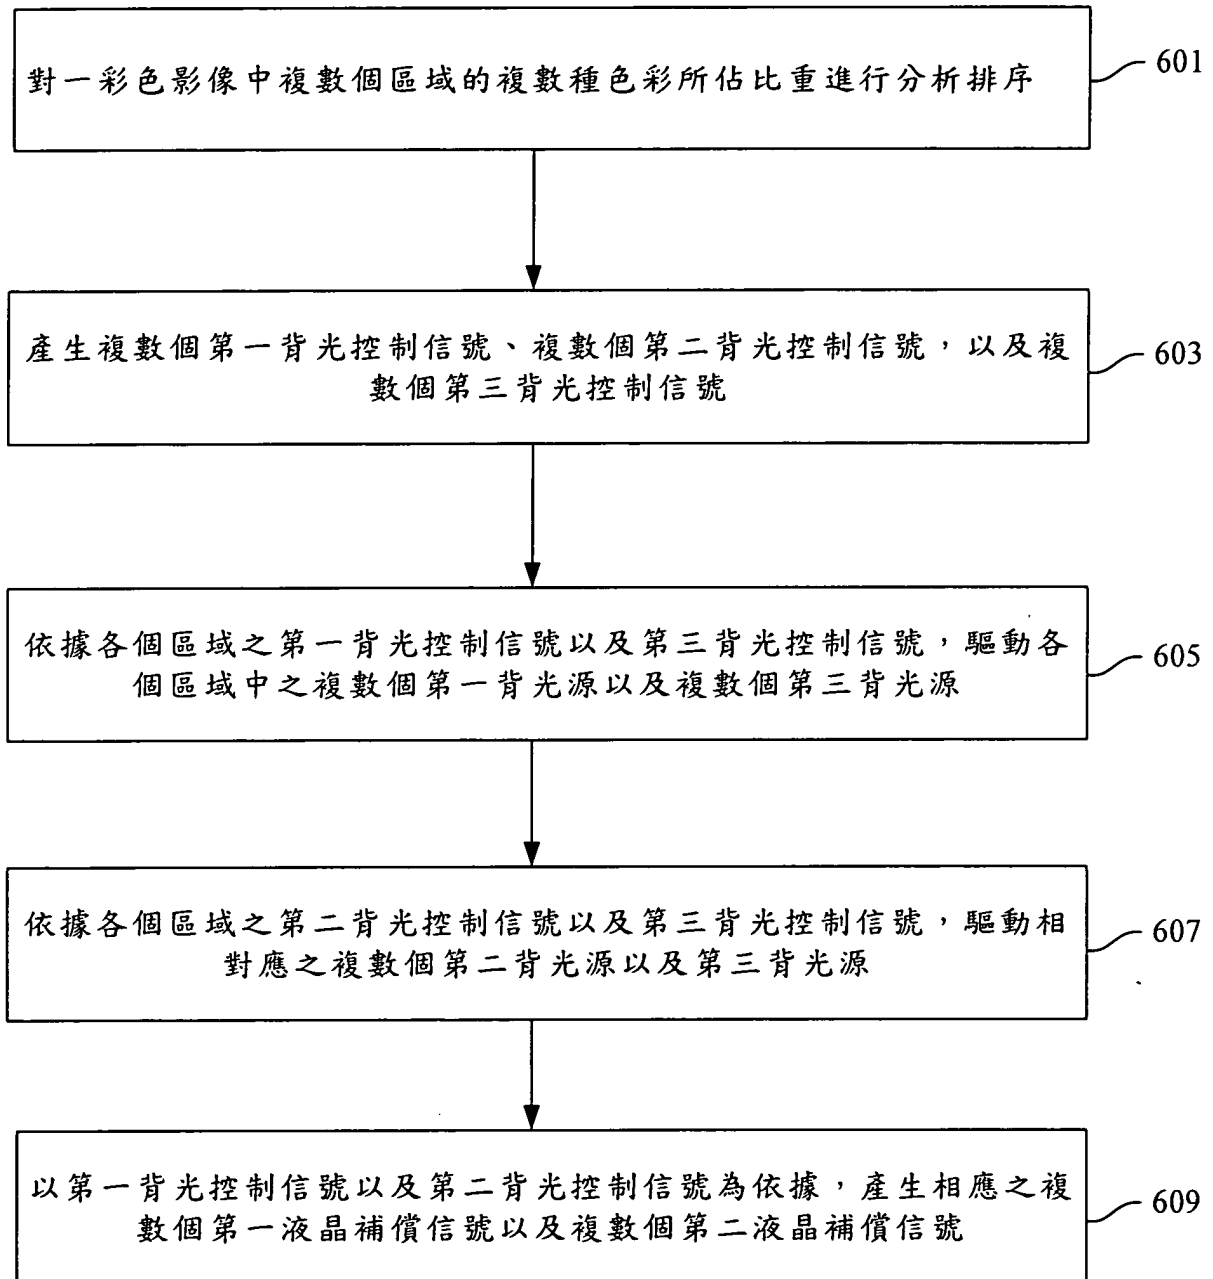 對一彩色影像中複數個區域的複數種色彩所佔比重進行分析排序
601
產生複數個第一背光控制信號、複數個第二背光控制信號，以及複
數個第三背光控制信號
603
依據各個區域之第一背光控制信號以及第三背光控制信號，驅動各
個區域中之複數個第一背光源以及複數個第三背光源
605
依據各個區域之第二背光控制信號以及第三背光控制信號，驅動相
對應之複數個第二背光源以及第三背光源
607
以第一背光控制信號以及第二背光控制信號為依據，產生相應之複
數個第一液晶補償信號以及複數個第二液晶補償信號
609